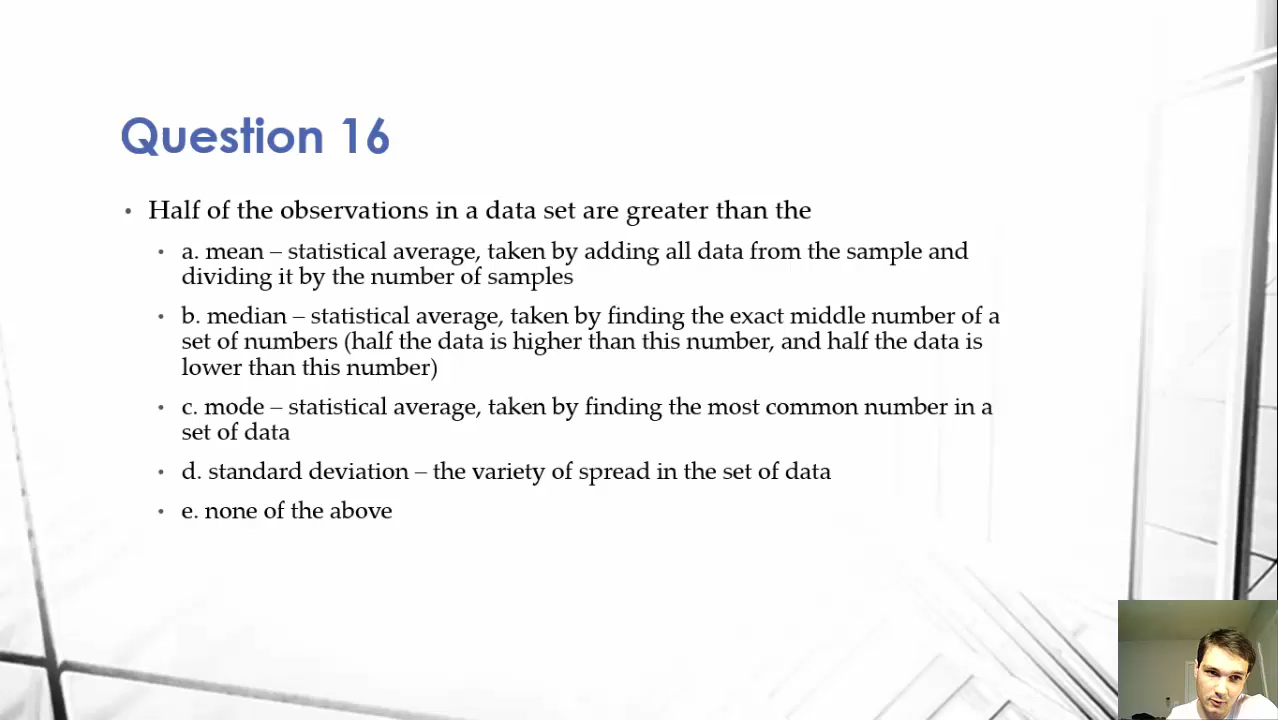 Question 16
• Half of the observations in a data set are greater than the
• a. mean – statistical average, taken by adding all data from the sample and
dividing it by the number of samples
• b. median – statistical average, taken by finding the exact middle number of a
set of numbers (half the data is higher than this number, and half the data is
lower than this number)
• c. mode – statistical average, taken by finding the most common number in a
set of data
• d. standard deviation – the variety of spread in the set of data
• e. none of the above